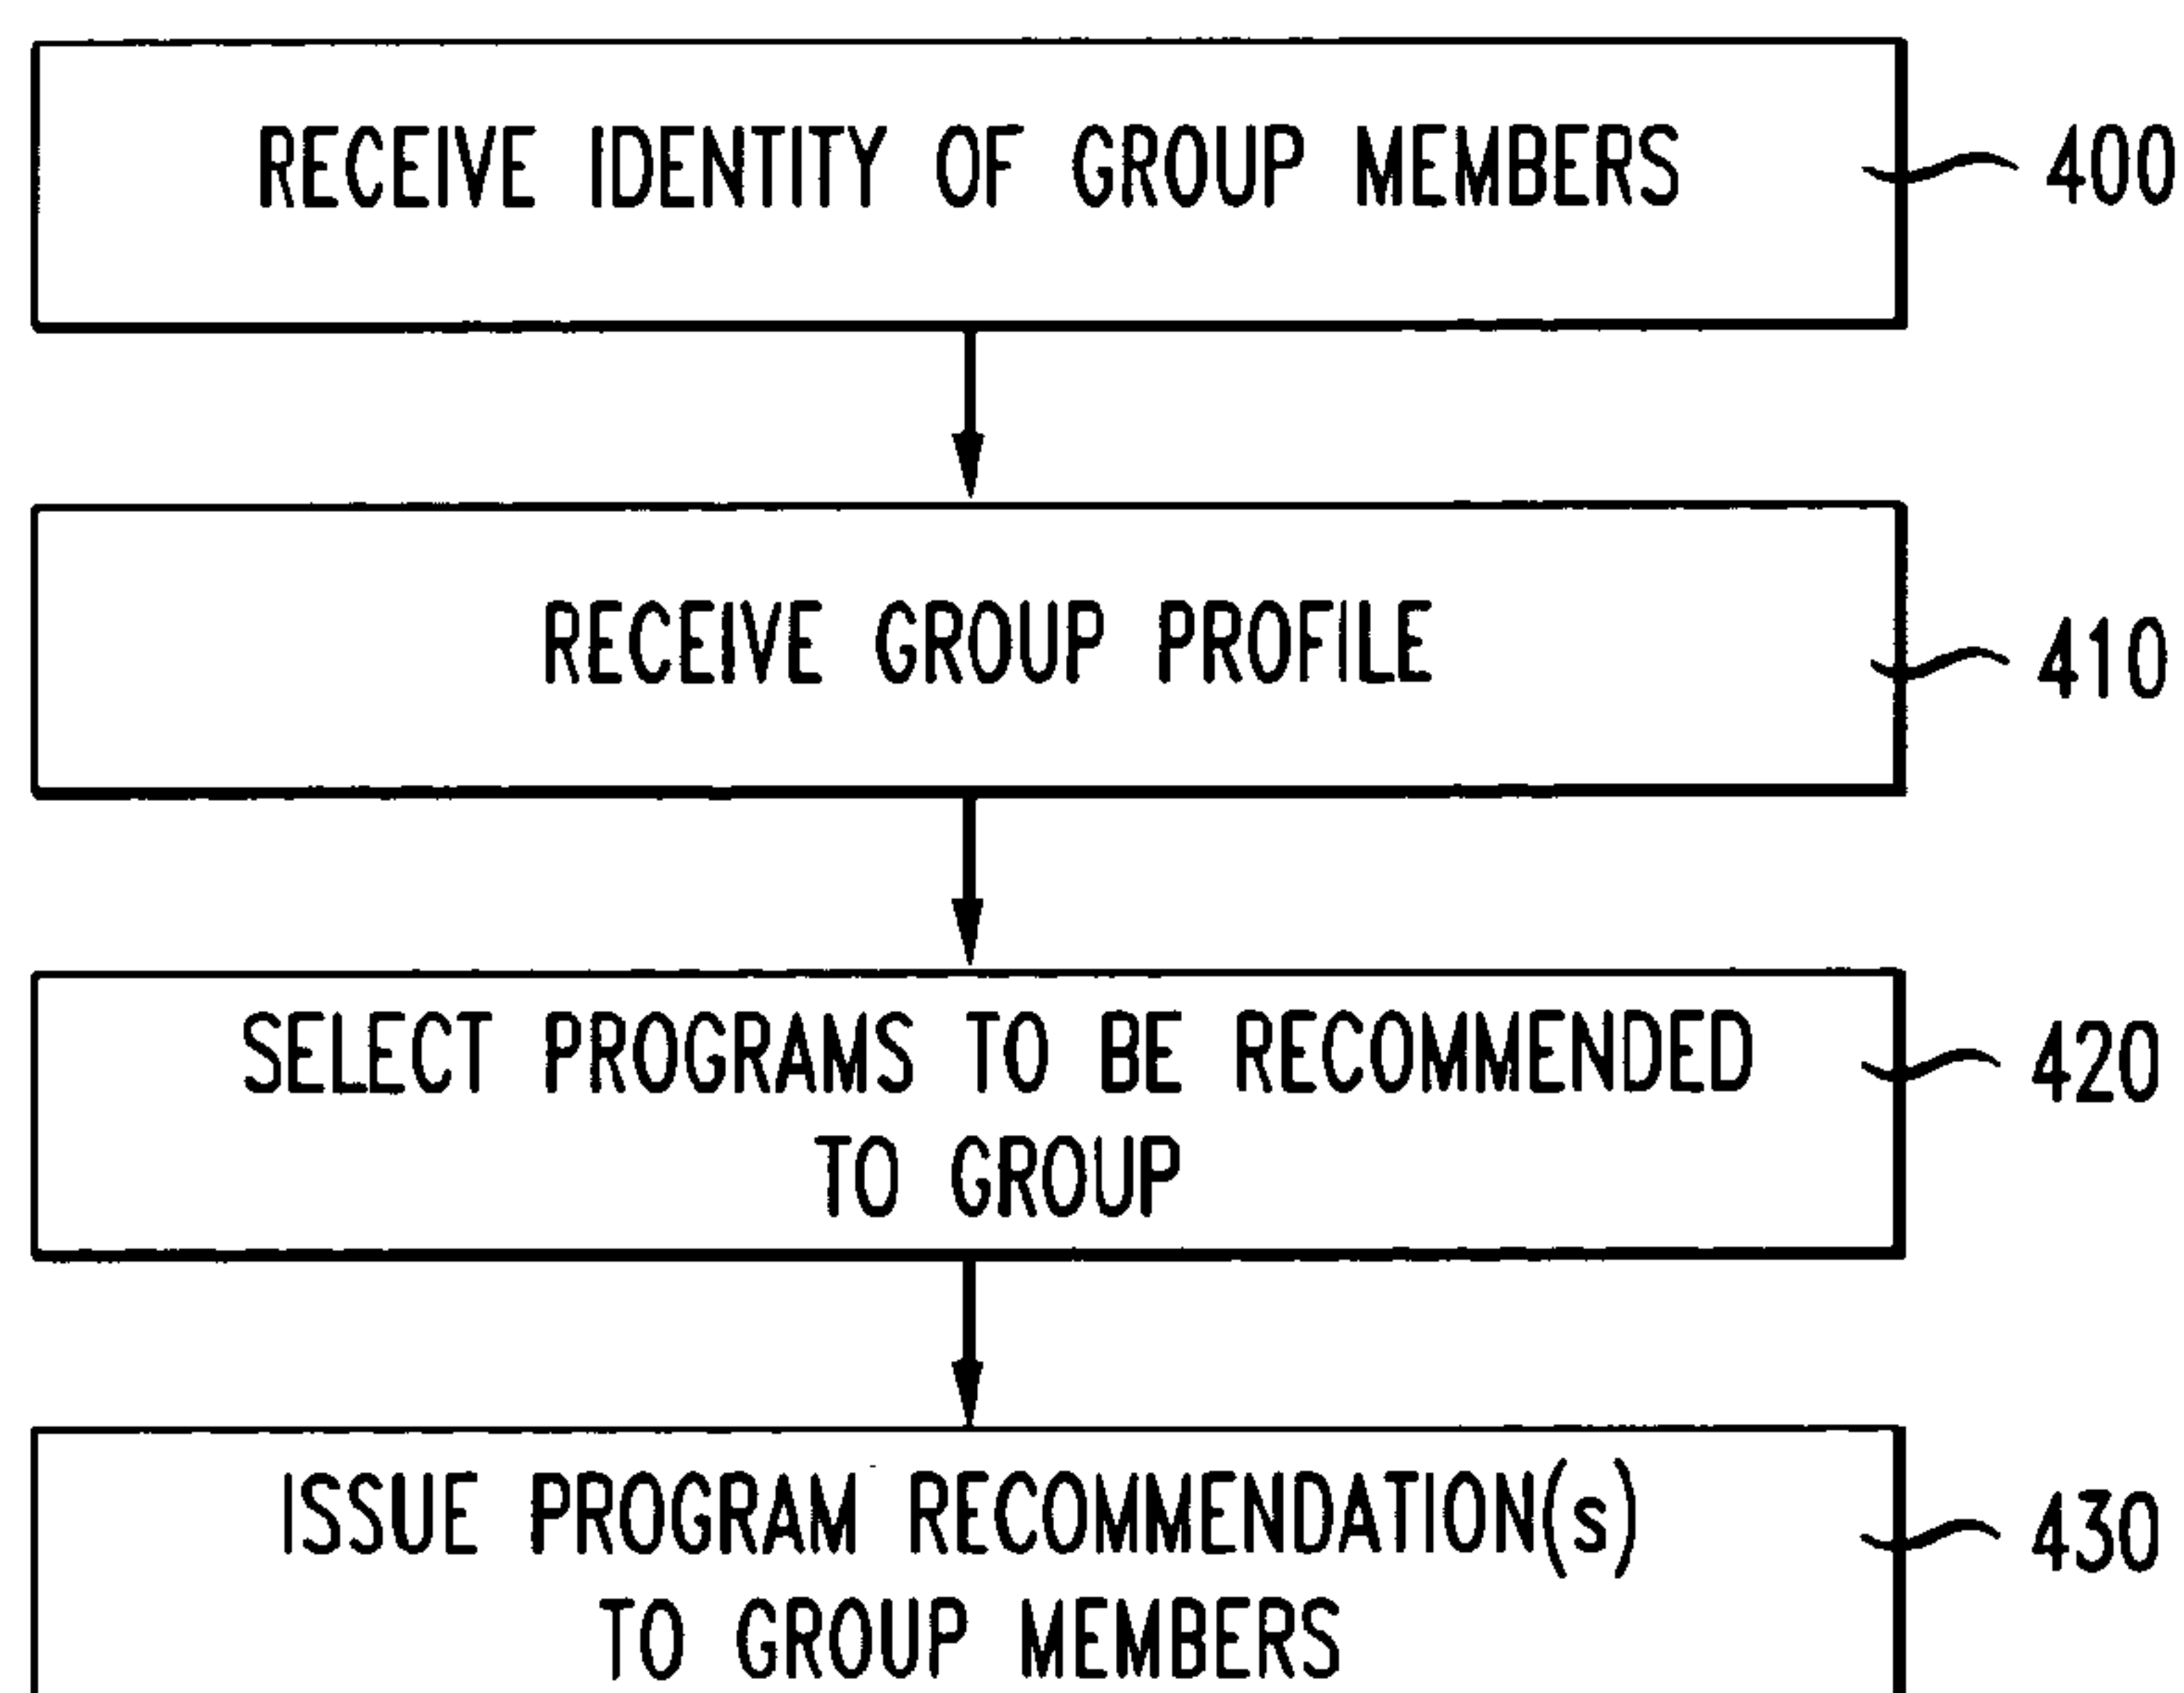 RECEIVE IDENTITY OF GROUP MEMBERS
400
RECEIVE GROUP PROFILE
410
SELECT PROGRAMS TO BE RECOMMENDED
TO GROUP
420
ISSUE PROGRAM RECOMMENDATION(s)
TO GROUP MEMBERS
430